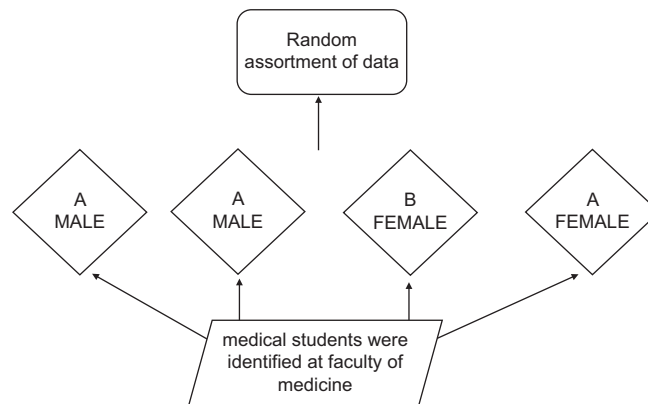 Random
assortment of data
A
MALE
A
MALE
B
FEMALE
A
FEMALE
medical students were
identified at faculty of
medicine